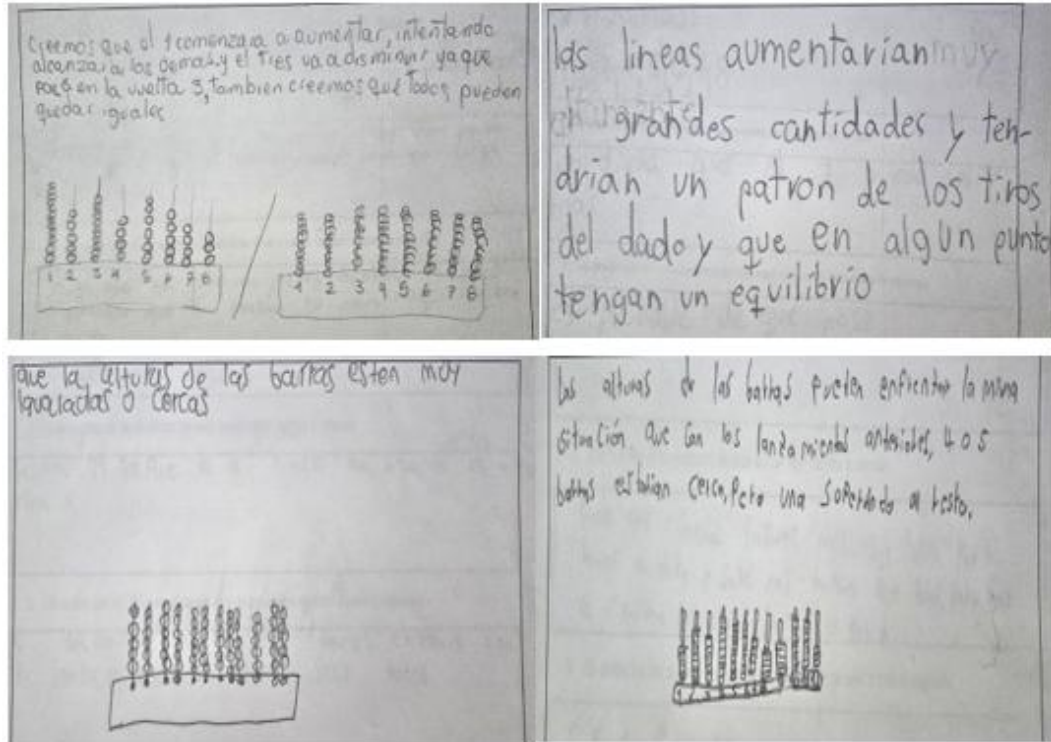 Creemos que el 1 comenzara a aumentar, intentando
alcanzar a los demas y el tres va a disminuir ya que
en la vuelta 3, tambien creemos que todos pueden
quedar iguales
1 2 3 4 5 6 7 8
1 2 3 4 5 6 7 8
las lineas aumentarian muy
grandes cantidades y ten-
drian un patron de los tiros
del dado y que en algun punto
tengan un equilibrio
que la alturas de las barras esten muy
igualadas o cercas
Las alturas de las barras pueden enfrentar la misma
situación que con los lanzamientos anteriores, 4 o 5
barras estarian cerca, pero una al resto.